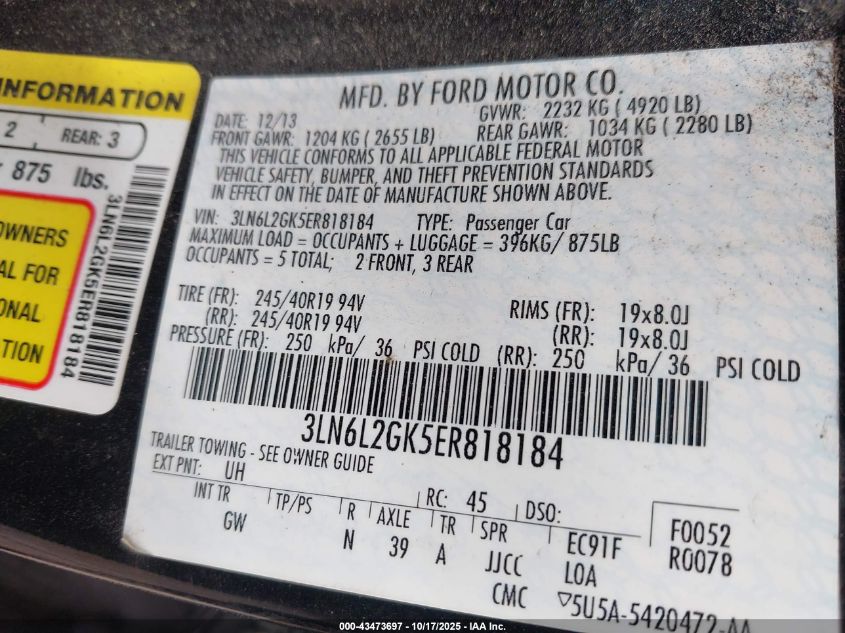 INFORMATION
2 REAR: 3
875 lbs.
OWNERS
AL FOR
ONAL
TION
3LN6L2GK5ER818184
MFD. BY FORD MOTOR CO.
DATE: 12/13 GVWR: 2232 KG ( 4920 LB)
FRONT GAWR: 1204 KG ( 2655 LB) REAR GAWR: 1034 KG ( 2280 LB)
THIS VEHICLE CONFORMS TO ALL APPLICABLE FEDERAL MOTOR
VEHICLE SAFETY, BUMPER, AND THEFT PREVENTION STANDARDS
IN EFFECT ON THE DATE OF MANUFACTURE SHOWN ABOVE.
VIN: 3LN6L2GK5ER818184 TYPE: Passenger Car
MAXIMUM LOAD = OCCUPANTS + LUGGAGE = 396KG/ 875LB
OCCUPANTS = 5 TOTAL; 2 FRONT, 3 REAR
TIRE (FR): 245/40R19 94V RIMS (FR): 19x8.0J
(RR): 245/40R19 94V (RR): 19x8.0J
PRESSURE (FR): 250 kPa/ 36 PSI COLD (RR): 250 kPa/ 36 PSI COLD
3LN6L2GK5ER818184
TRAILER TOWING - SEE OWNER GUIDE
EXT PNT: UH RC: 45 DSO: F0052
INT TR TP/PS R AXLE TR SPR EC91F R0078
GW N 39 A JJCC LOA
CMC ▽5U5A-5420472-AA
000-43473697 - 10/17/2025 - IAA Inc.